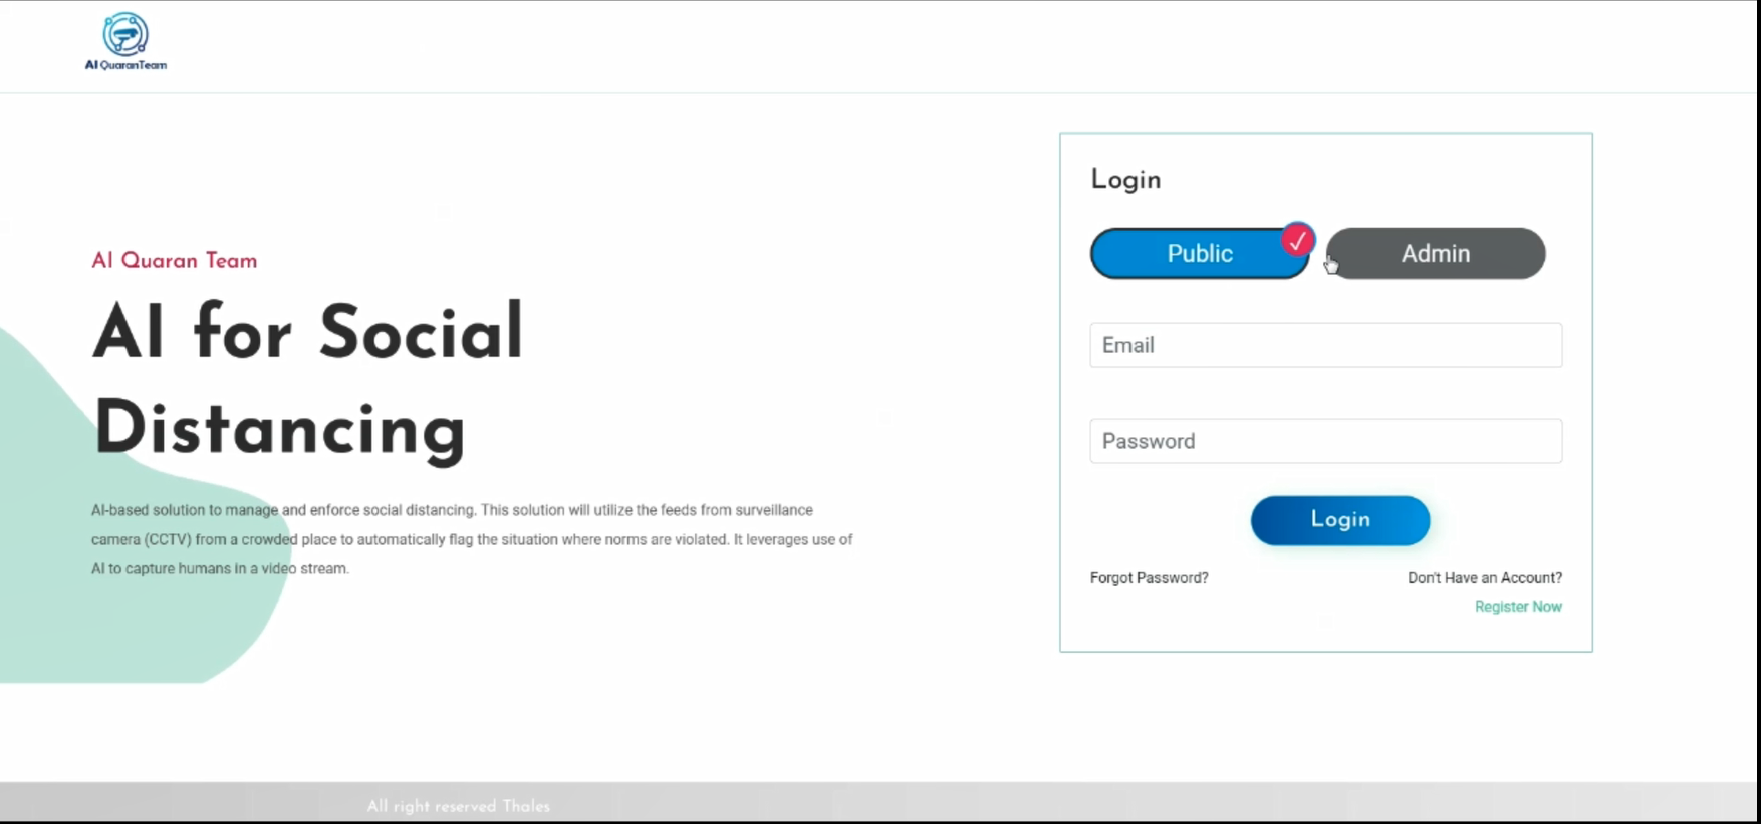 AI QuaranTeam
AI Quaran Team
AI for Social
Distancing
AI-based solution to manage and enforce social distancing. This solution will utilize the feeds from surveillance
camera (CCTV) from a crowded place to automatically flag the situation where norms are violated. It leverages use of
AI to capture humans in a video stream.
Login
Public
Admin
Email
Password
Login
Forgot Password?
Don't Have an Account?
Register Now
All right reserved Thales